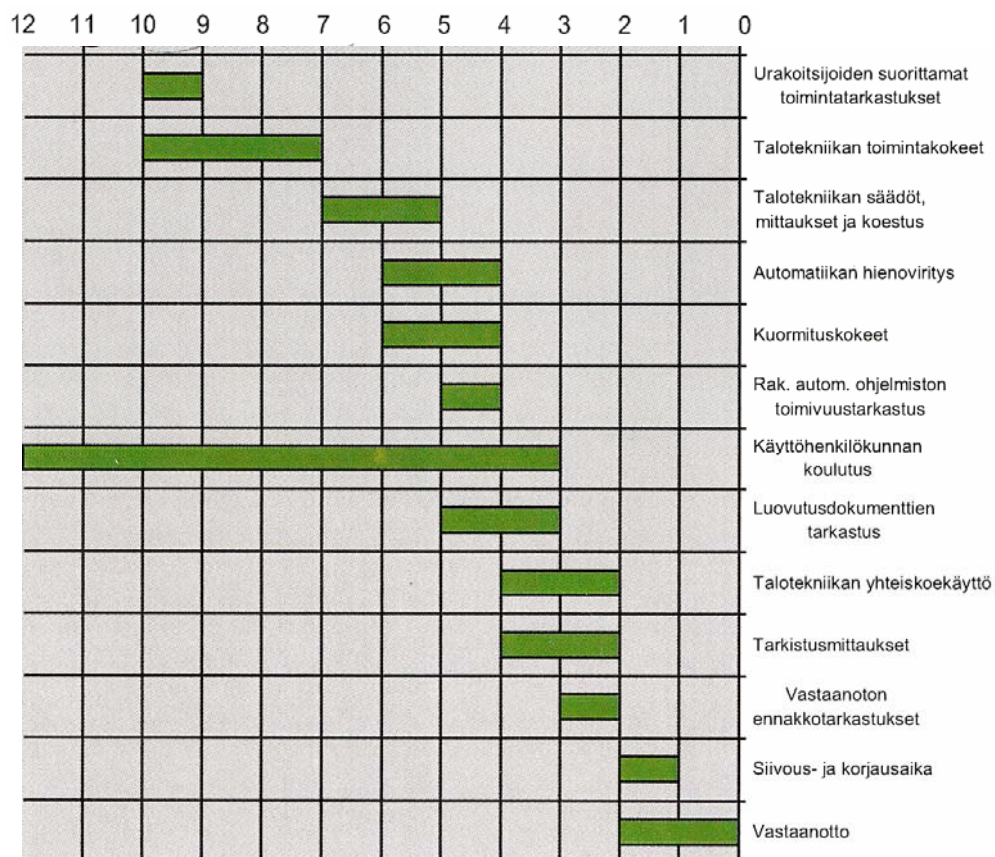 12 11 10 9 8 7 6 5 4 3 2 1 0
Urakoitsijoiden suorittamat
toimintatarkastukset
Talotekniikan toimintakokeet
Talotekniikan säädöt,
mittaukset ja koestus
Automatiikan hienoviritys
Kuormituskokeet
Rak. autom. ohjelmiston
toimivuustarkastus
Käyttöhenkilökunnan
koulutus
Luovutusdokumenttien
tarkastus
Talotekniikan yhteiskoekäyttö
Tarkistusmittaukset
Vastaanoton
ennakkotarkastukset
Siivous- ja korjausaika
Vastaanotto